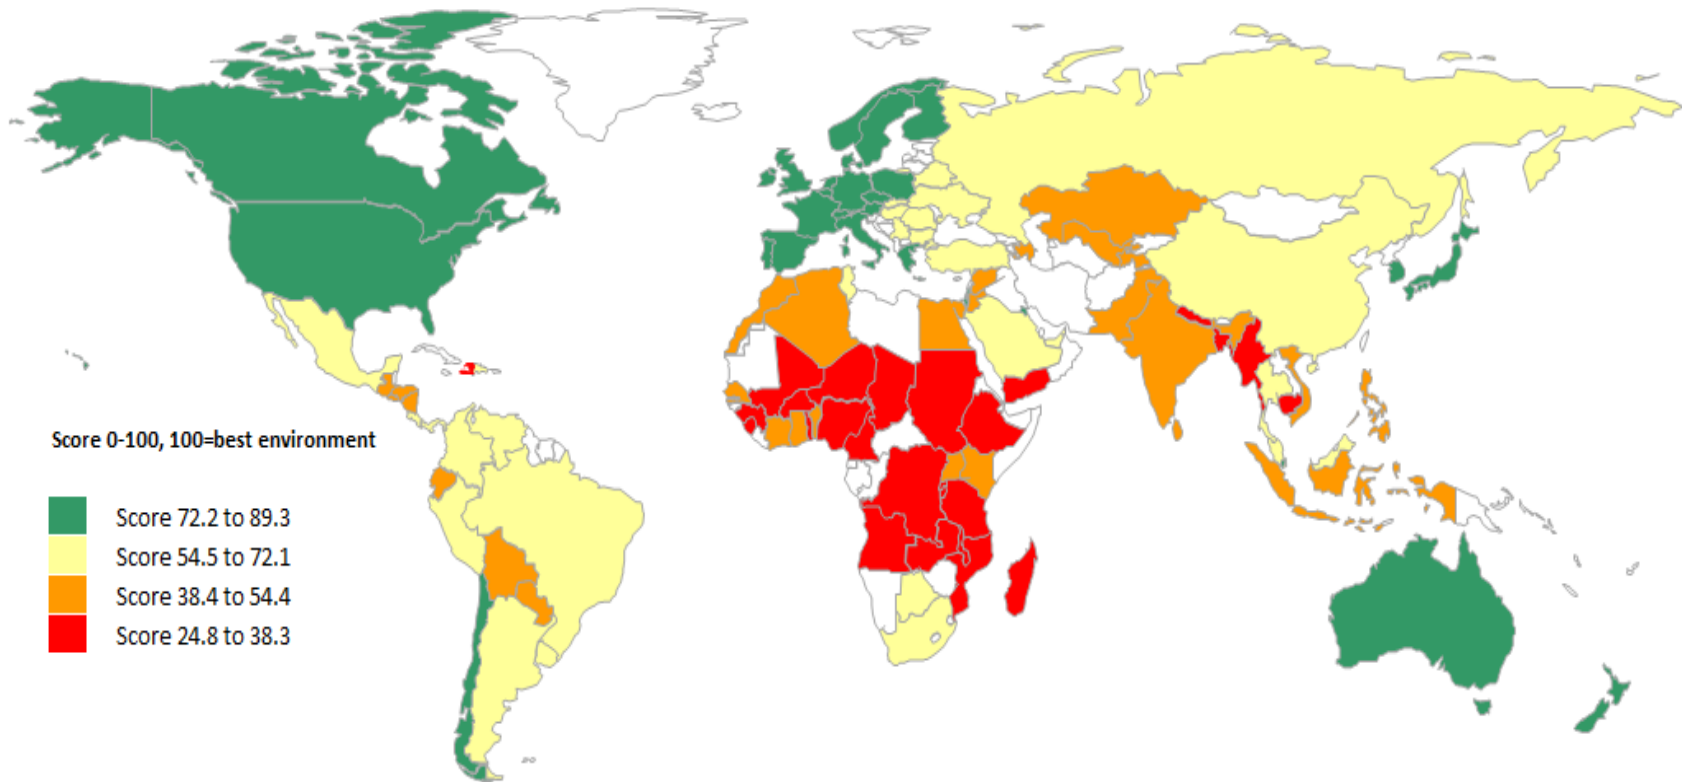 Score 0-100, 100=best environment
Score 72.2 to 89.3
Score 54.5 to 72.1
Score 38.4 to 54.4
Score 24.8 to 38.3